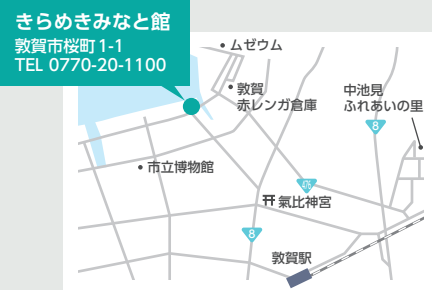 きらめきみなと館
敦賀市桜町1-1
TEL 0770-20-1100
ムゼウム
敦賀
赤レンガ倉庫
中池見
ふれあいの里
8
市立博物館
476
氣比神宮
8
敦賀駅